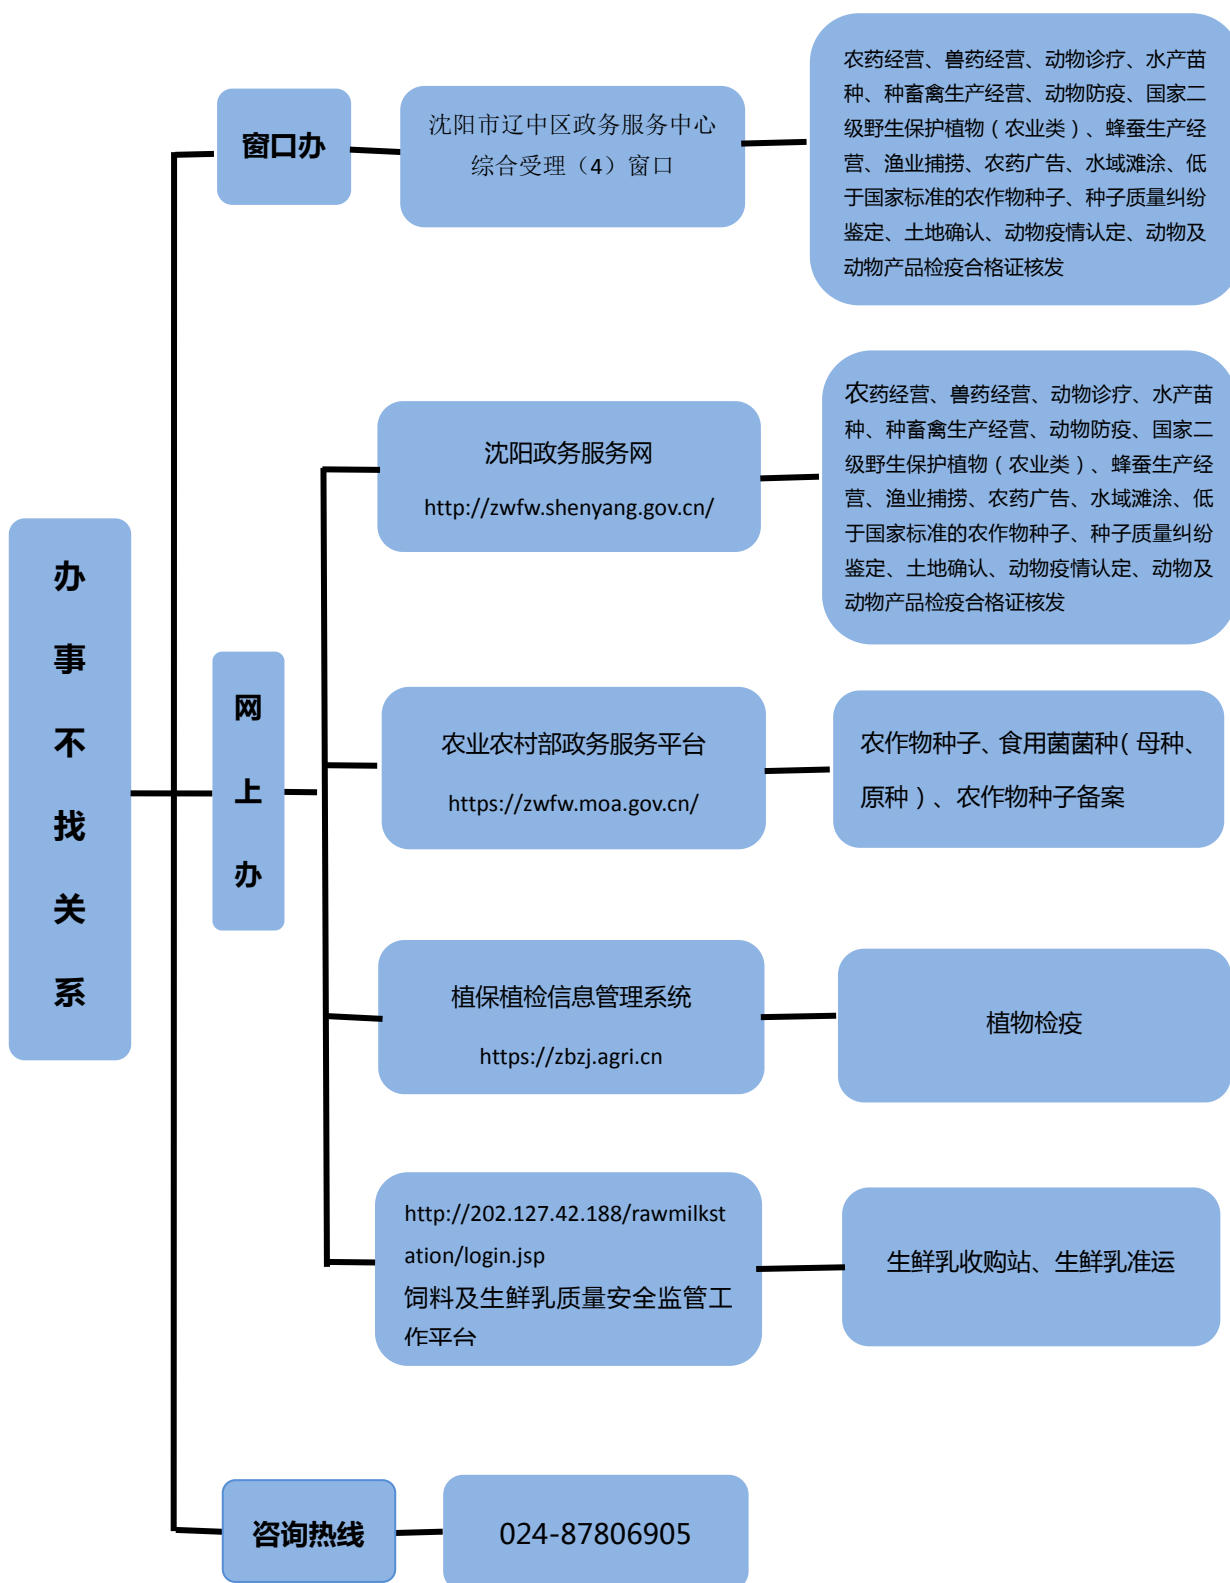 办
事
不
找
关
系
窗口办
沈阳市辽中区政务服务中心
综合受理（4）窗口
农药经营、兽药经营、动物诊疗、水产苗
种、种畜禽生产经营、动物防疫、国家二
级野生保护植物（农业类）、蜂蚕生产经
营、渔业捕捞、农药广告、水域滩涂、低
于国家标准的农作物种子、种子质量纠纷
鉴定、土地确认、动物疫情认定、动物及
动物产品检疫合格证核发
网
上
办
沈阳政务服务网
http://zwfw.shenyang.gov.cn/
农药经营、兽药经营、动物诊疗、水产苗
种、种畜禽生产经营、动物防疫、国家二
级野生保护植物（农业类）、蜂蚕生产经
营、渔业捕捞、农药广告、水域滩涂、低
于国家标准的农作物种子、种子质量纠纷
鉴定、土地确认、动物疫情认定、动物及
动物产品检疫合格证核发
农业农村部政务服务平台
https://zwfw.moa.gov.cn/
农作物种子、食用菌菌种（母种、
原种）、农作物种子备案
植保植检信息管理系统
https://zbzj.agri.cn
植物检疫
http://202.127.42.188/rawmilkst
ation/login.jsp
饲料及生鲜乳质量安全监管工
作平台
生鲜乳收购站、生鲜乳准运
咨询热线
024-87806905